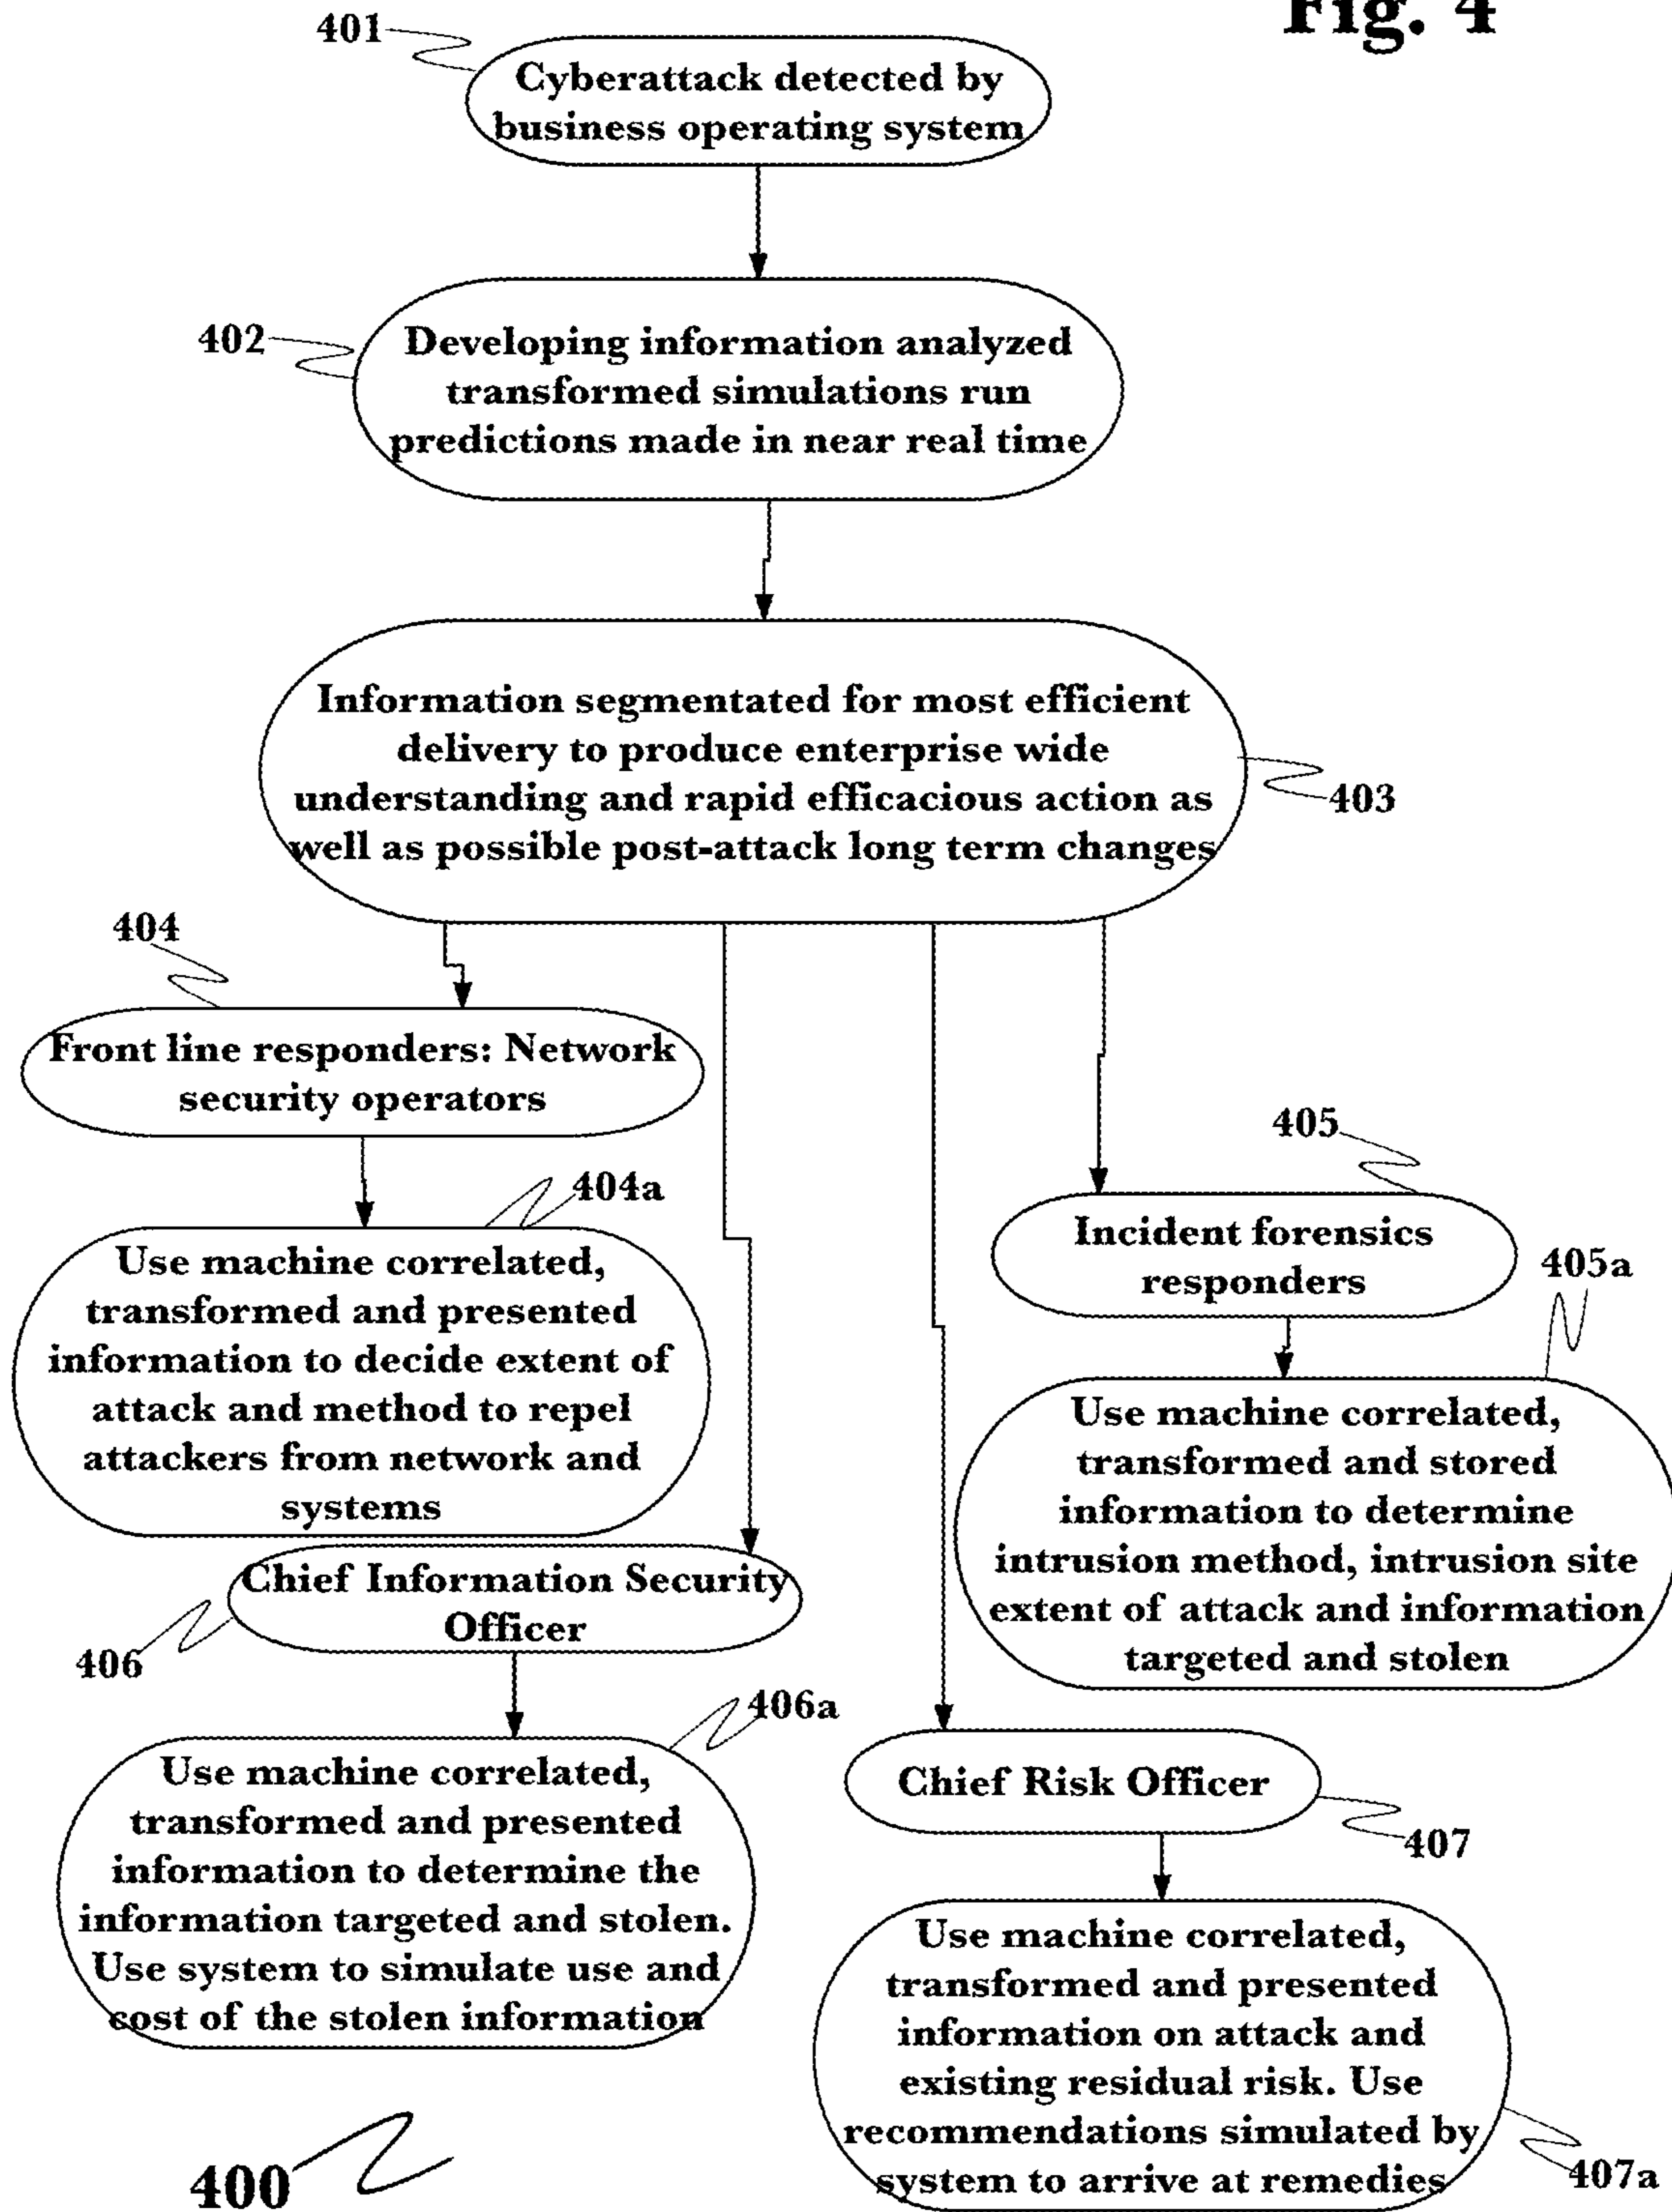 Fig. 4
401
Cyberattack detected by
business operating system
402
Developing information analyzed
transformed simulations run
predictions made in near real time
Information segmentated for most efficient
delivery to produce enterprise wide
understanding and rapid efficacious action as
well as possible post-attack long term changes
403
404
Front line responders: Network
security operators
404a
Use machine correlated,
transformed and presented
information to decide extent of
attack and method to repel
attackers from network and
systems
405
Incident forensics
responders
405a
Use machine correlated,
transformed and stored
information to determine
intrusion method, intrusion site
extent of attack and information
targeted and stolen
Chief Information Security
Officer
406
406a
Use machine correlated,
transformed and presented
information to determine the
information targeted and stolen.
Use system to simulate use and
cost of the stolen information
Chief Risk Officer
407
Use machine correlated,
transformed and presented
information on attack and
existing residual risk. Use
recommendations simulated by
system to arrive at remedies
407a
400